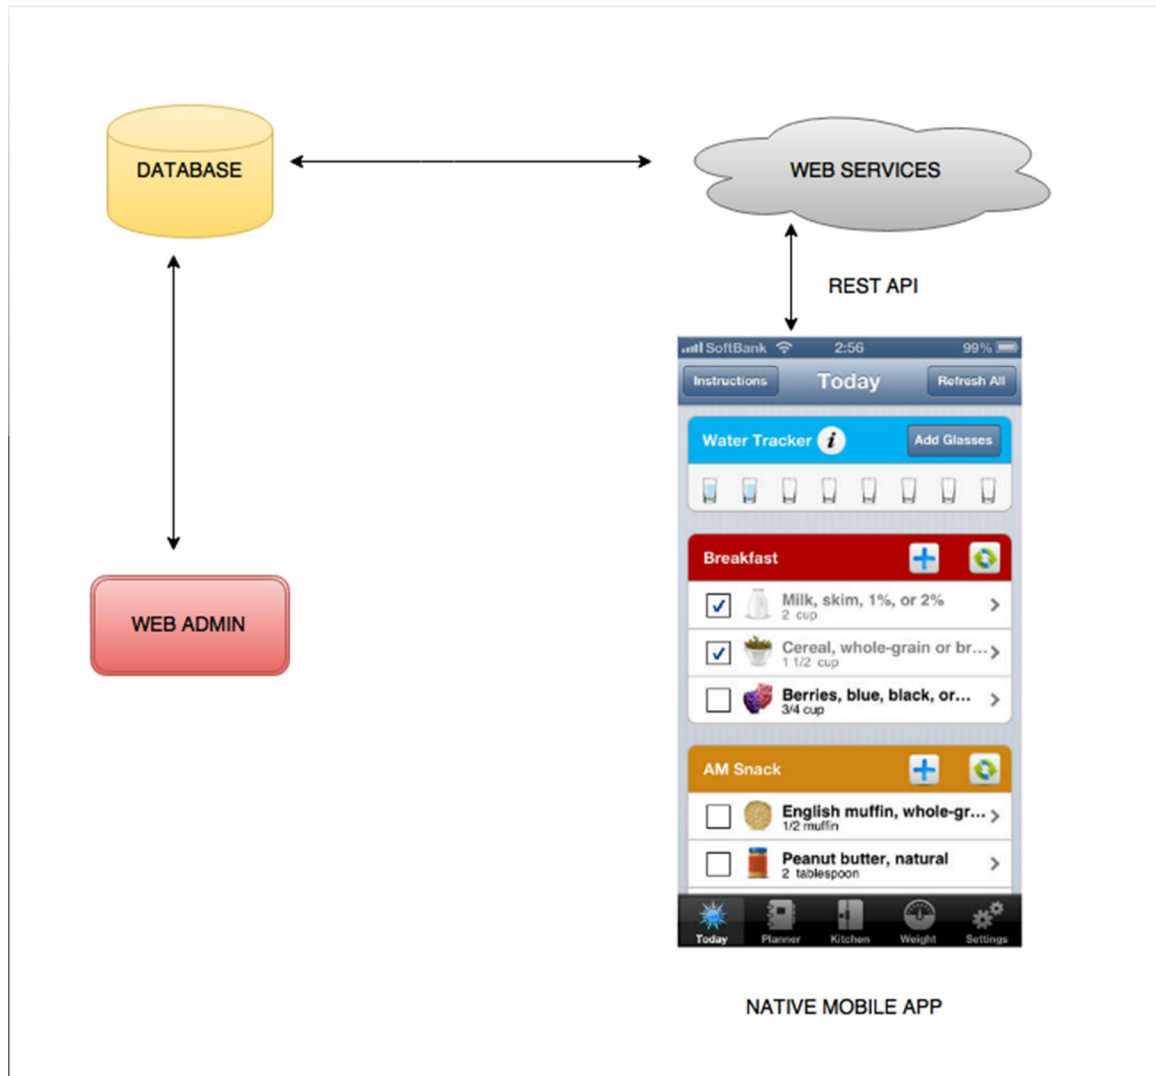 DATABASE
WEB SERVICES
REST API
SoftBank 2:56 99%
Instructions Today Refresh All
Water Tracker i Add Glasses
Breakfast
Milk, skim, 1%, or 2%
2 cup
Cereal, whole-grain or br...
1 1/2 cup
Berries, blue, black, or...
3/4 cup
AM Snack
English muffin, whole-gr...
1/2 muffin
Peanut butter, natural
2 tablespoon
Today Planner Kitchen Weight Settings
WEB ADMIN
NATIVE MOBILE APP